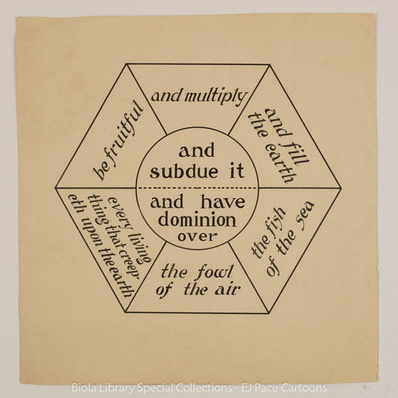 be fruitful
and multiply
and fill
the earth
and
subdue it
and have
dominion
over
the fish
of the sea
the fowl
of the air
every living
thing that creep-
eth upon the earth
Biola Library Special Collections - EJ Pace Cartoons